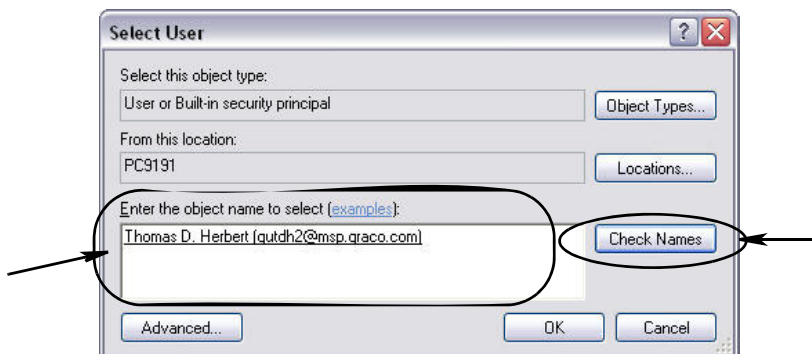 Select User
Select this object type:
User or Built-in security principal
Object Types...
From this location:
PC9191
Locations...
Enter the object name to select (examples):
Thomas D. Herbert (gutdh2@msp.graco.com)
Check Names
Advanced...
OK
Cancel